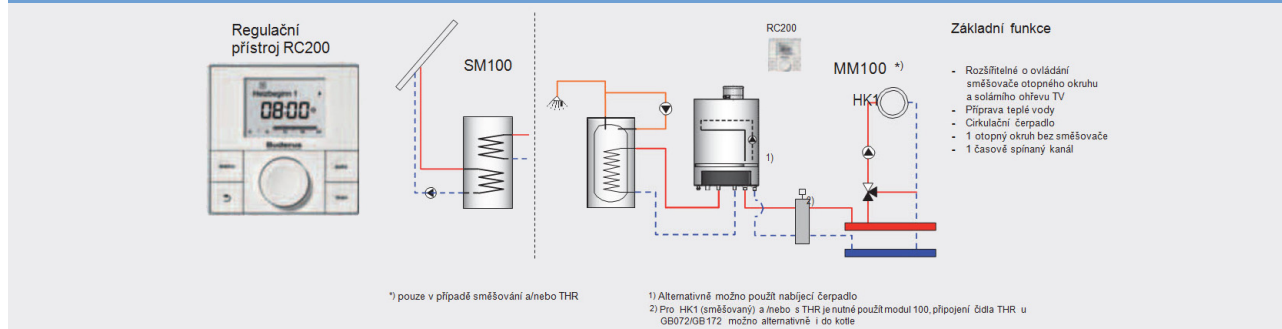 Regulační
přístroj RC200
Heizbeginn 1
08:00
Buderus
SM100
RC200
MM100 *)
HK1
1)
2)
Základní funkce
- Rozšířitelné o ovládání
směšovače otopného okruhu
a solárního ohřevu TV
- Příprava teplé vody
- Cirkulační čerpadlo
- 1 otopný okruh bez směšovače
- 1 časově spínaný kanál
*) pouze v případě směšování a/nebo THR
1) Alternativně možno použít nabíjecí čerpadlo
2) Pro HK1 (směšovaný) a /nebo s THR je nutné použít modul 100, připojení čidla THR u
GB072/GB172 možno alternativně i do kotle